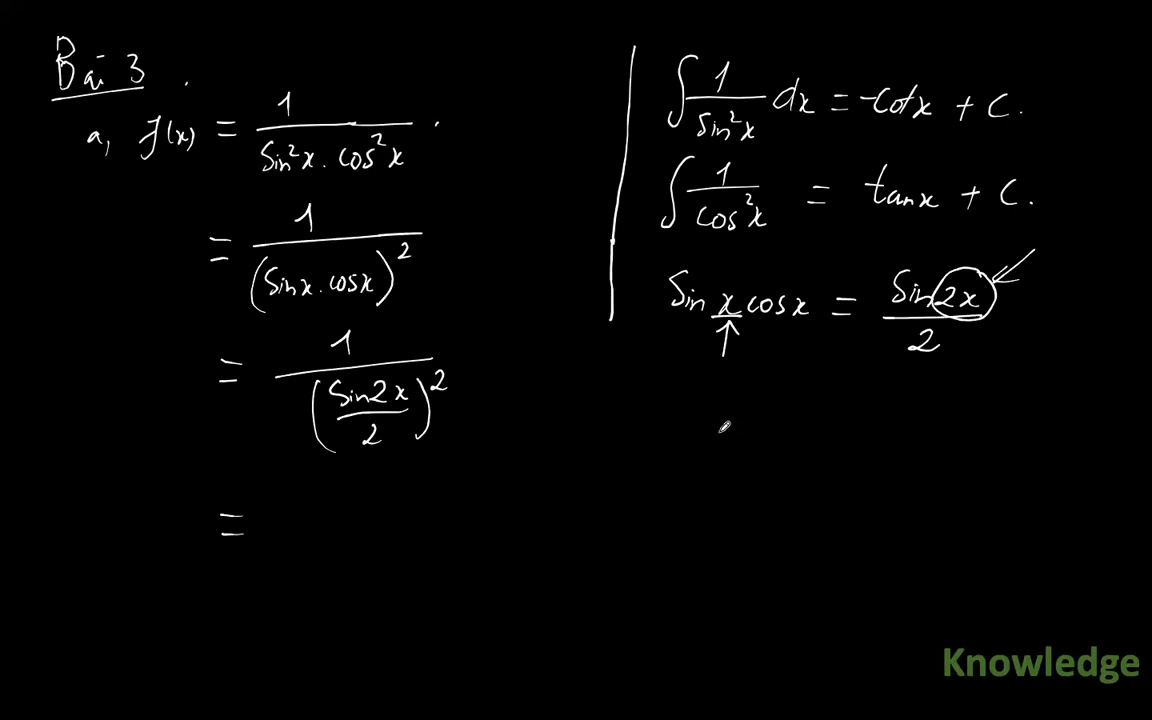 Bài 3.
a, f(x) = 1 / (sin²x . cos²x) .
= 1 / (sinx . cosx)²
= 1 / (sin2x / 2)²
=
∫ 1/sin²x dx = -cotx + C.
∫ 1/cos²x = tanx + C.
sin x cosx = sin2x / 2
Knowledge